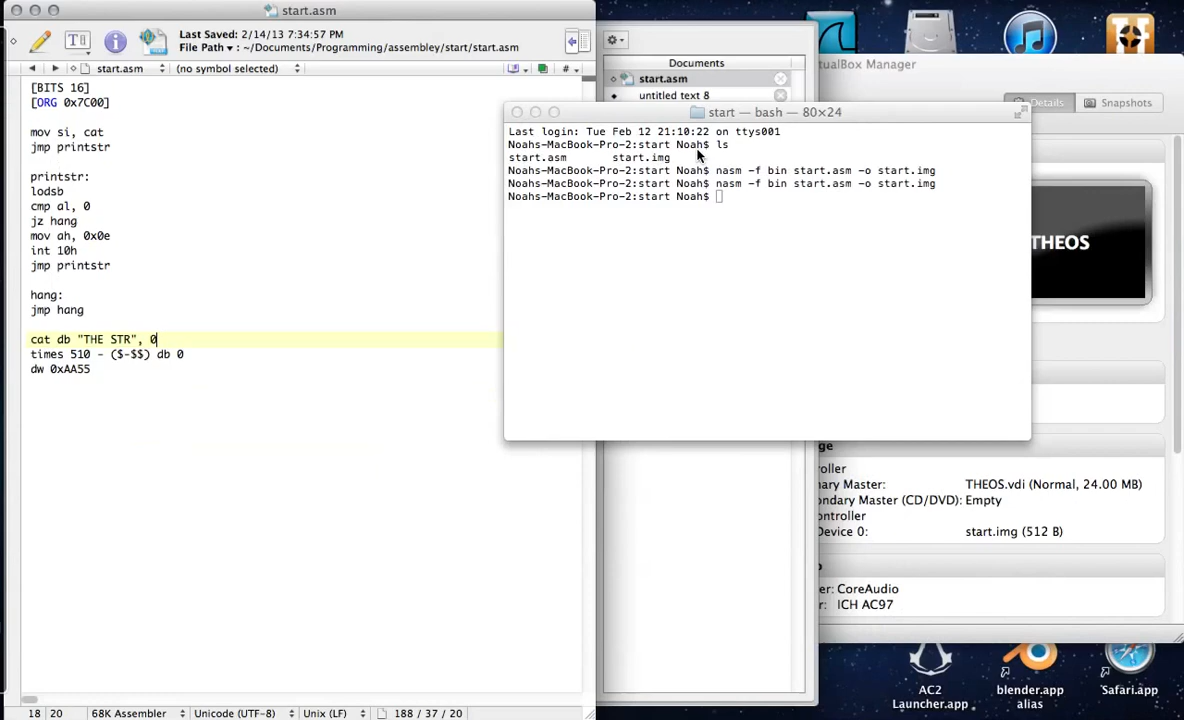 start.asm
Last Saved: 2/14/13 7:34:57 PM
File Path ▾ : ~/Documents/Programming/assembley/start/start.asm
start.asm
(no symbol selected)
#
[BITS 16]
[ORG 0x7C00]
mov si, cat
jmp printstr
printstr:
lodsb
cmp al, 0
jz hang
mov ah, 0x0e
int 10h
jmp printstr
hang:
jmp hang
cat db "THE STR", 0
times 510 - ($-$$) db 0
dw 0xAA55
18 20
68K Assembler
Unicode (UTF-8)
Unix (LF)
188 / 37 / 20
Documents
start.asm
untitled text 8
start — bash — 80×24
Last login: Tue Feb 12 21:10:22 on ttys001
Noahs-MacBook-Pro-2:start Noah$ ls
start.asm start.img
Noahs-MacBook-Pro-2:start Noah$ nasm -f bin start.asm -o start.img
Noahs-MacBook-Pro-2:start Noah$ nasm -f bin start.asm -o start.img
Noahs-MacBook-Pro-2:start Noah$
tualBox Manager
Details
Snapshots
THEOS
ge
roller
nary Master: THEOS.vdi (Normal, 24.00 MB)
ondary Master (CD/DVD): Empty
ontroller
Device 0: start.img (512 B)
o
er: CoreAudio
r: ICH AC97
AC2
Launcher.app
blender.app
alias
Safari.app